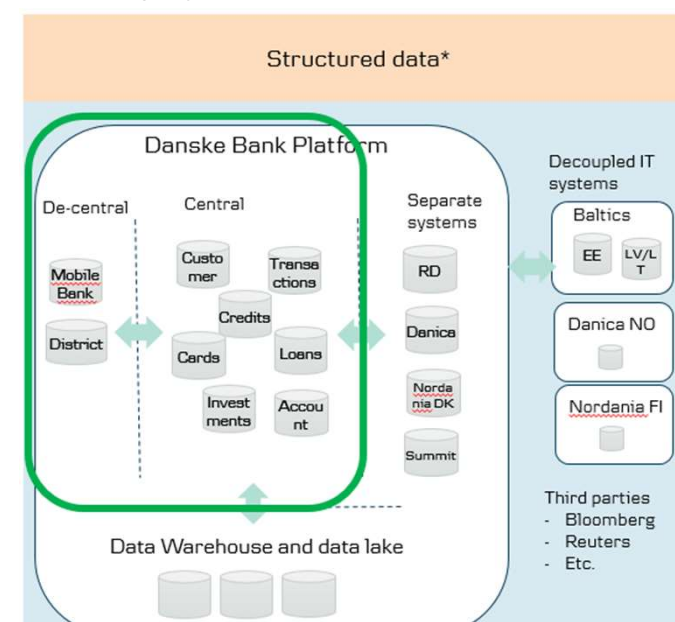 Structured data*
Danske Bank Platform
De-central
Central
Separate
systems
Mobile
Bank
District
Custo
mer
Transa
ctions
Credits
Cards
Loans
Invest
ments
Accou
nt
RD
Danica
Norda
nia DK
Summit
Data Warehouse and data lake
Decoupled IT
systems
Baltics
EE
LV/L
T
Danica NO
Nordania FI
Third parties
- Bloomberg
- Reuters
- Etc.